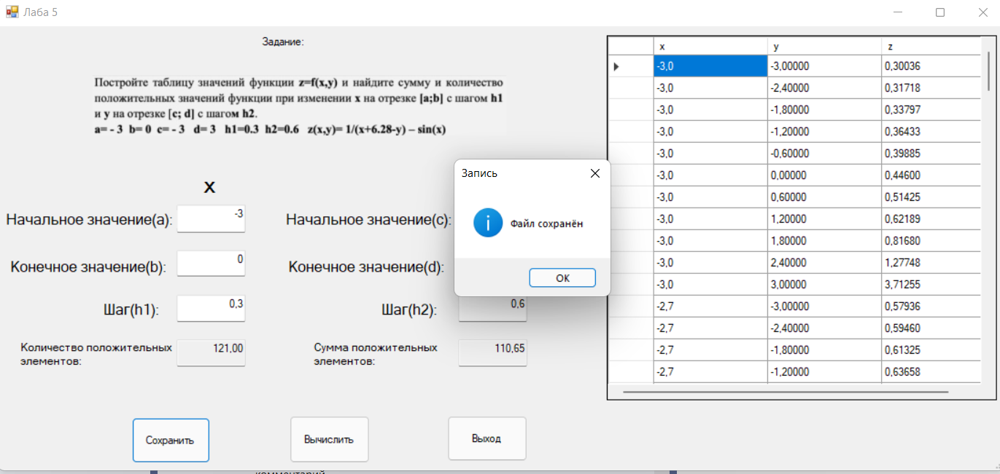 Лаба 5
Задание:
Постройте таблицу значений функции z=f(x,y) и найдите сумму и количество
положительных значений функции при изменении x на отрезке [a;b] с шагом h1
и y на отрезке [c; d] с шагом h2.
a= - 3 b= 0 c= - 3 d= 3 h1=0.3 h2=0.6 z(x,y)= 1/(x+6.28-y) – sin(x)
X
Начальное значение(a): -3
Начальное значение(c):
Конечное значение(b): 0
Конечное значение(d):
Шаг(h1): 0,3
Шаг(h2): 0,6
Количество положительных
элементов:
121,00
Сумма положительных
элементов:
110,65
Сохранить
Вычислить
Выход
Запись
Файл сохранён
ОК
x y z
-3,0 -3,00000 0,30036
-3,0 -2,40000 0,31718
-3,0 -1,80000 0,33797
-3,0 -1,20000 0,36433
-3,0 -0,60000 0,39885
-3,0 0,00000 0,44600
-3,0 0,60000 0,51425
-3,0 1,20000 0,62189
-3,0 1,80000 0,81680
-3,0 2,40000 1,27748
-3,0 3,00000 3,71255
-2,7 -3,00000 0,57936
-2,7 -2,40000 0,59460
-2,7 -1,80000 0,61325
-2,7 -1,20000 0,63658